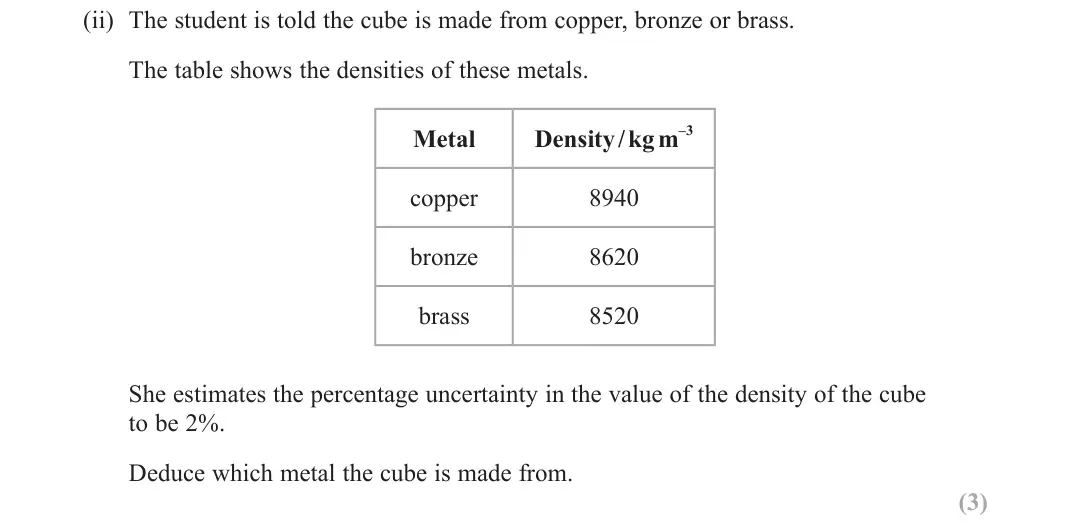 (ii) The student is told the cube is made from copper, bronze or brass.
The table shows the densities of these metals.
Metal Density / kg m⁻³
copper 8940
bronze 8620
brass 8520
She estimates the percentage uncertainty in the value of the density of the cube
to be 2%.
Deduce which metal the cube is made from.
(3)